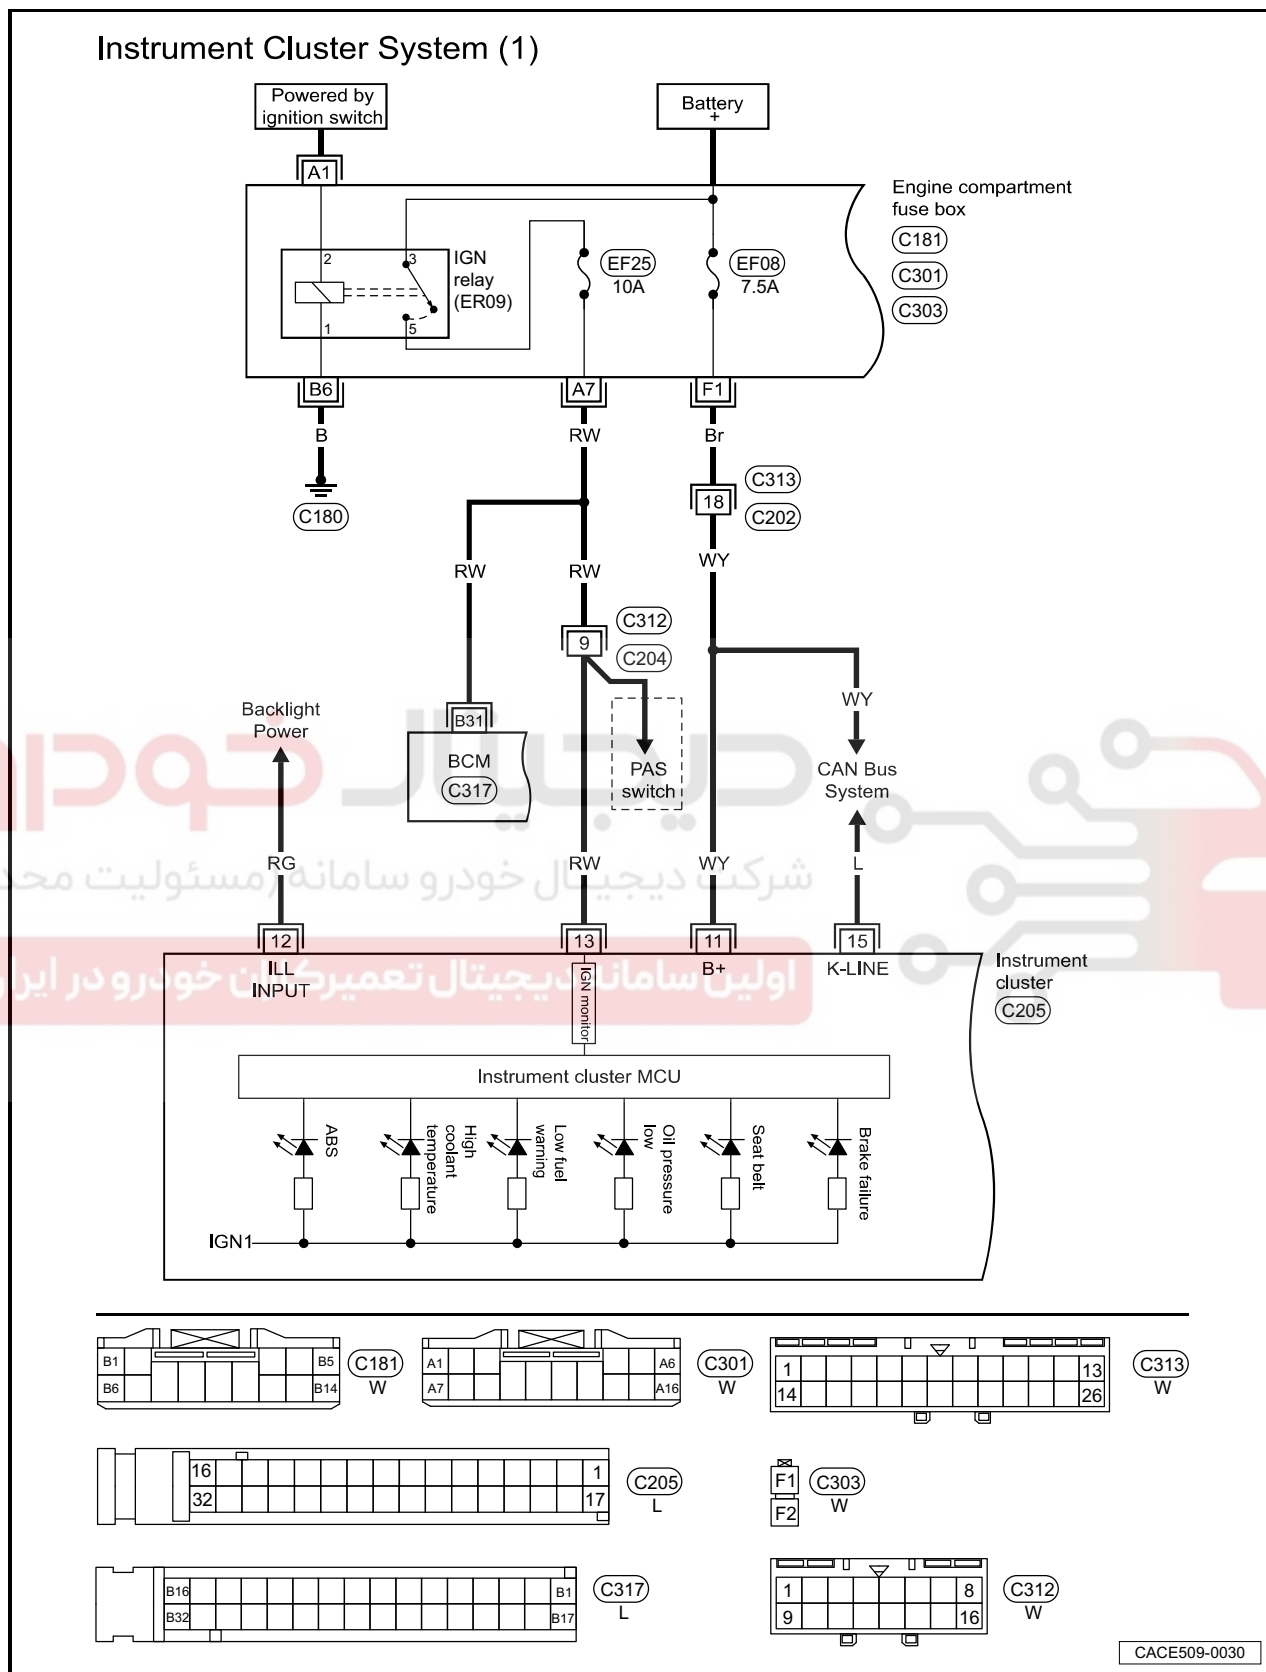 Instrument Cluster System (1)
Powered by
ignition switch
Battery
+
A1
Engine compartment
fuse box
C181
C301
C303
2
3
IGN
relay
(ER09)
1
5
EF25
10A
EF08
7.5A
B6
A7
F1
B
RW
Br
C180
18
C313
C202
RW
RW
WY
9
C312
C204
WY
Backlight
Power
B31
BCM
C317
PAS
switch
CAN Bus
System
دیجیتال خودرو
شرکت دیجیتال خودرو سامانه (مسئولیت محد
RG
RW
WY
L
12
13
11
15
ILL
INPUT
B+
K-LINE
IGN monitor
Instrument
cluster
C205
اولین سامانه دیجیتال تعمیرکاران خودرو در ایران
Instrument cluster MCU
ABS
High
coolant
temperature
Low fuel
warning
Oil pressure
low
Seat belt
Brake failure
IGN1
B1
B5
B6
B14
C181
W
A1
A6
A7
A16
C301
W
1
13
14
26
C313
W
16
1
32
17
C205
L
F1
F2
C303
W
B16
B1
B32
B17
C317
L
1
8
9
16
C312
W
CACE509-0030